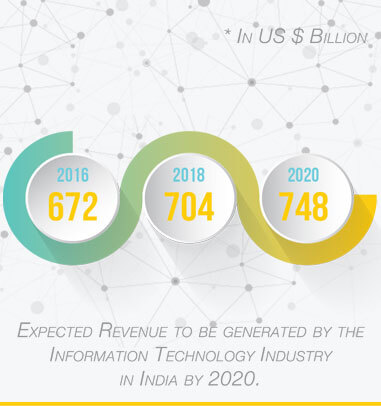 * In US $ Billion
2016 2018 2020
672 704 748
Expected Revenue to be generated by the
Information Technology Industry
in India by 2020.